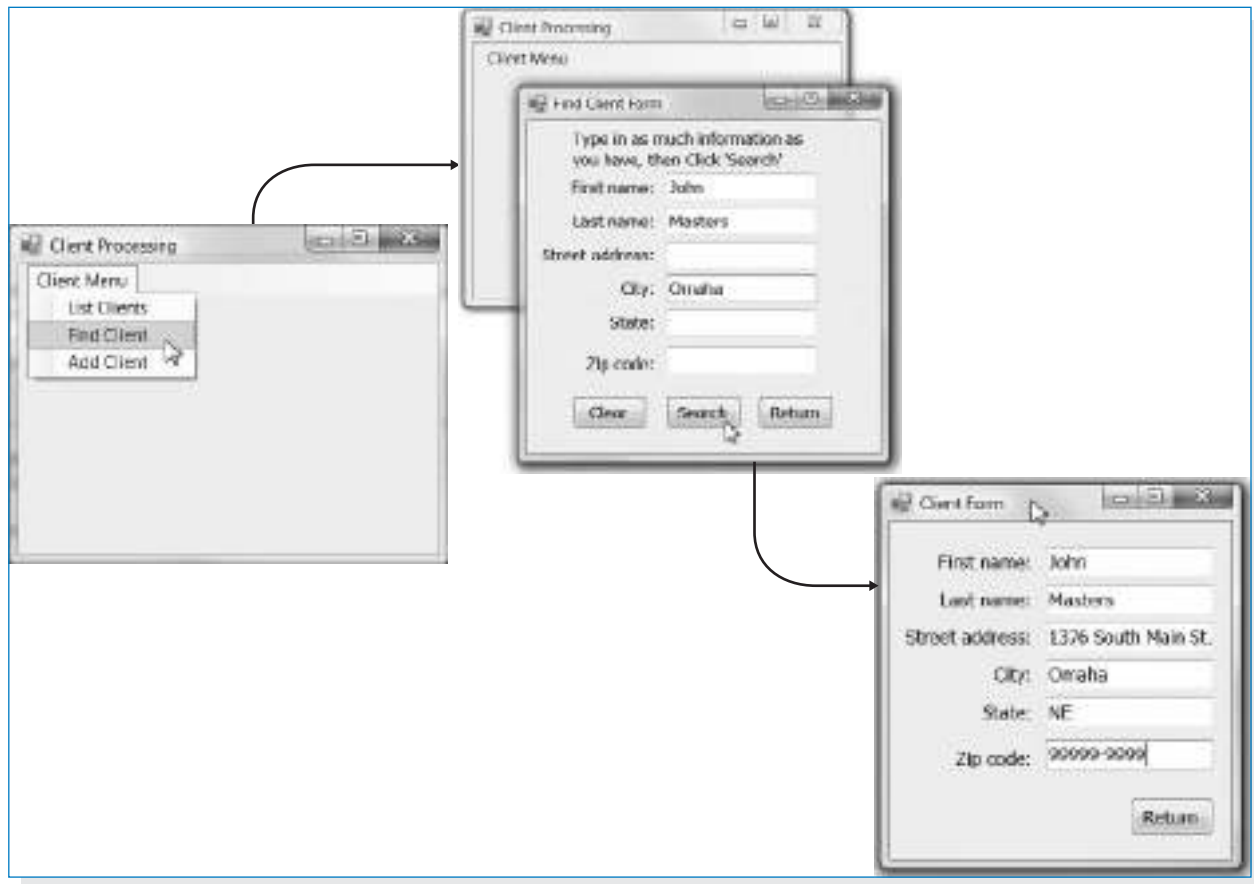 Client Processing
Client Menu
List Clients
Find Client
Add Client
Client Processing
Client Menu
Find Client Form
Type in as much information as
you have, then Click 'Search'
First name: John
Last name: Masters
Street address:
City: Omaha
State:
Zip code:
Clear Search Return
Client Form
First name: John
Last name: Masters
Street address: 1376 South Main St.
City: Omaha
State: NE
Zip code: 99999-9999
Return